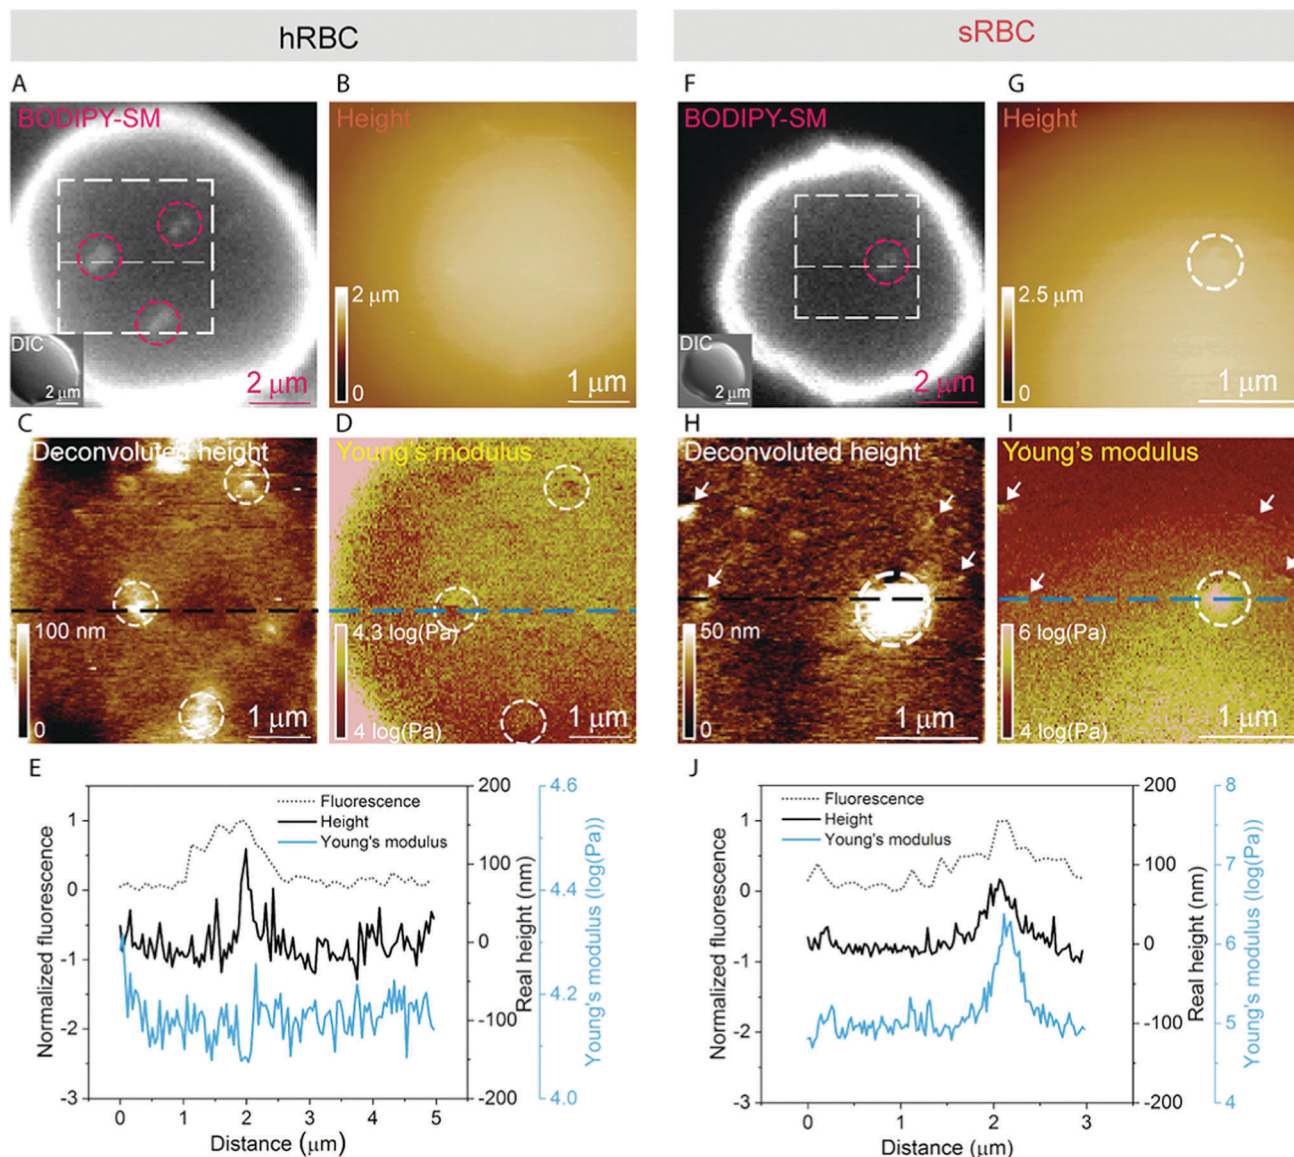 hRBC
sRBC
A
B
F
G
BODIPY-SM
Height
BODIPY-SM
Height
2 μm
0
2.5 μm
0
DIC
2 μm
2 μm
1 μm
DIC
2 μm
2 μm
1 μm
C
D
H
I
Deconvoluted height
Young's modulus
Deconvoluted height
Young's modulus
100 nm
0
1 μm
4.3 log(Pa)
4 log(Pa)
1 μm
50 nm
0
1 μm
6 log(Pa)
4 log(Pa)
1 μm
E
Fluorescence
Height
Young's modulus
Normalized fluorescence
1
0
-1
-2
-3
Real height (nm)
200
100
0
-100
-200
Young's modulus (log(Pa))
4.6
4.4
4.2
4.0
0 1 2 3 4 5
Distance (μm)
J
Fluorescence
Height
Young's modulus
Normalized fluorescence
1
0
-1
-2
-3
Real height (nm)
200
100
0
-100
-200
Young's modulus (log(Pa))
8
7
6
5
4
0 1 2 3
Distance (μm)